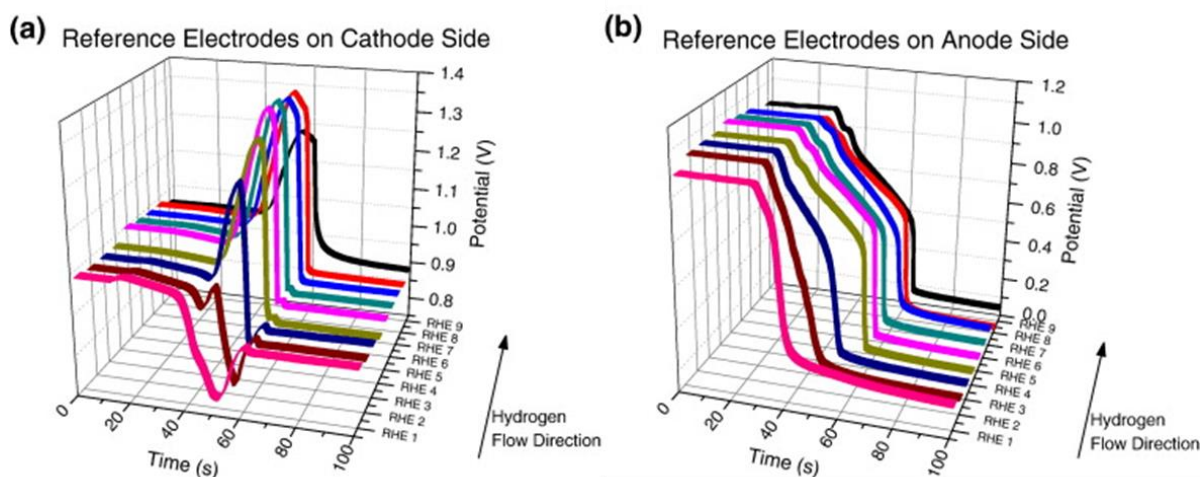 (a) Reference Electrodes on Cathode Side
1.4
1.3
1.2
1.1
1.0
0.9
0.8
Potential (V)
RHE 9
RHE 8
RHE 7
RHE 6
RHE 5
RHE 4
RHE 3
RHE 2
RHE 1
0
20
40
60
80
100
Time (s)
Hydrogen
Flow Direction
(b) Reference Electrodes on Anode Side
1.2
1.0
0.8
0.6
0.4
0.2
0.0
Potential (V)
RHE 9
RHE 8
RHE 7
RHE 6
RHE 5
RHE 4
RHE 3
RHE 2
RHE 1
0
20
40
60
80
100
Time (s)
Hydrogen
Flow Direction